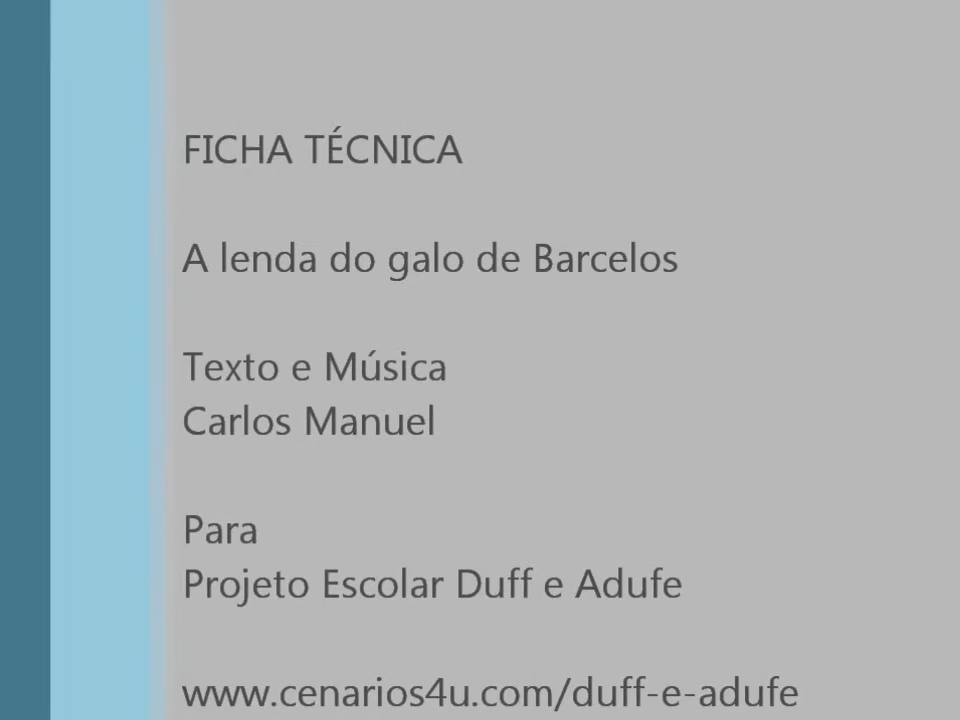 FICHA TÉCNICA
A lenda do galo de Barcelos
Texto e Música
Carlos Manuel
Para
Projeto Escolar Duff e Adufe
www.cenarios4u.com/duff-e-adufe